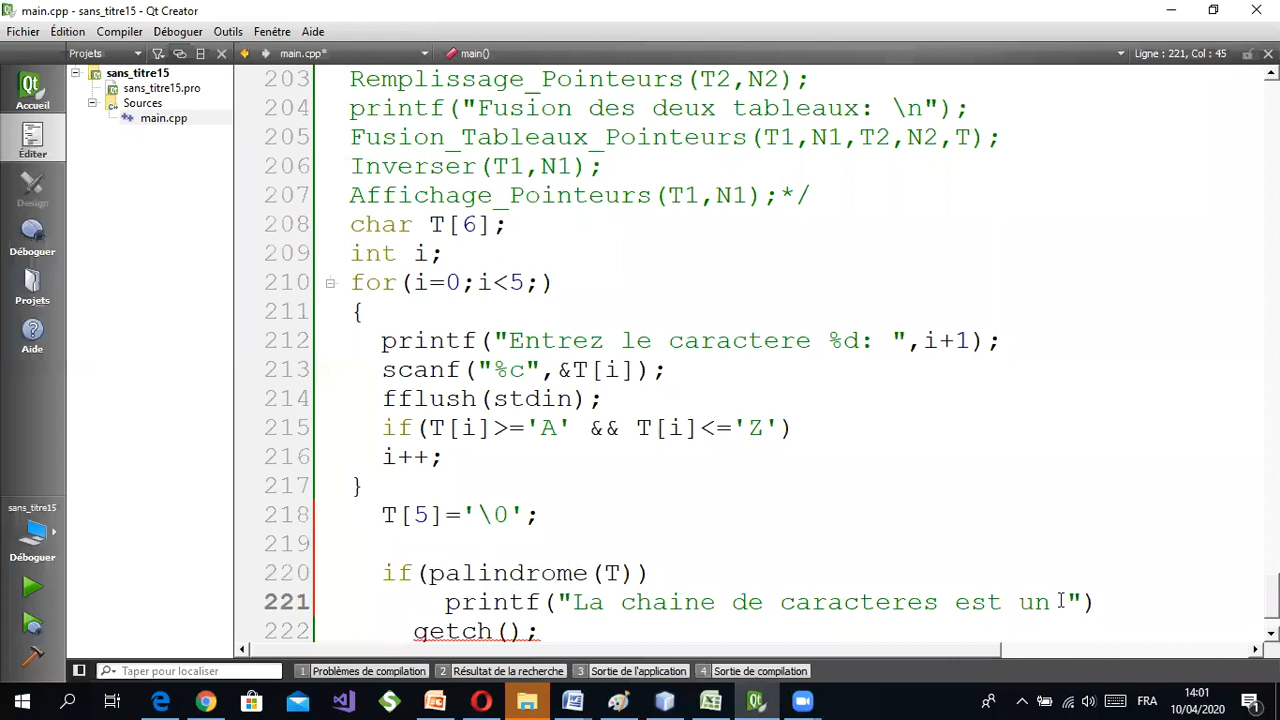 main.cpp - sans_titre15 - Qt Creator
Fichier Édition Compiler Déboguer Outils Fenêtre Aide
Projets main.cpp* main() Ligne : 221, Col : 45
sans_titre15
sans_titre15.pro
Sources
main.cpp
Qt
Accueil
Éditer
Design
Déboguer
Projets
Aide
sans_titre15
Déboguer
203 Remplissage_Pointeurs(T2,N2);
204 printf("Fusion des deux tableaux: \n");
205 Fusion_Tableaux_Pointeurs(T1,N1,T2,N2,T);
206 Inverser(T1,N1);
207 Affichage_Pointeurs(T1,N1);*/
208 char T[6];
209 int i;
210 for(i=0;i<5;)
211 {
212 printf("Entrez le caractere %d: ",i+1);
213 scanf("%c",&T[i]);
214 fflush(stdin);
215 if(T[i]>='A' && T[i]<='Z')
216 i++;
217 }
218 T[5]='\0';
219
220 if(palindrome(T))
221 printf("La chaine de caracteres est un ")
222 getch();
Taper pour localiser 1 Problèmes de compilation 2 Résultat de la recherche 3 Sortie de l'application 4 Sortie de compilation
FRA 14:01
10/04/2020